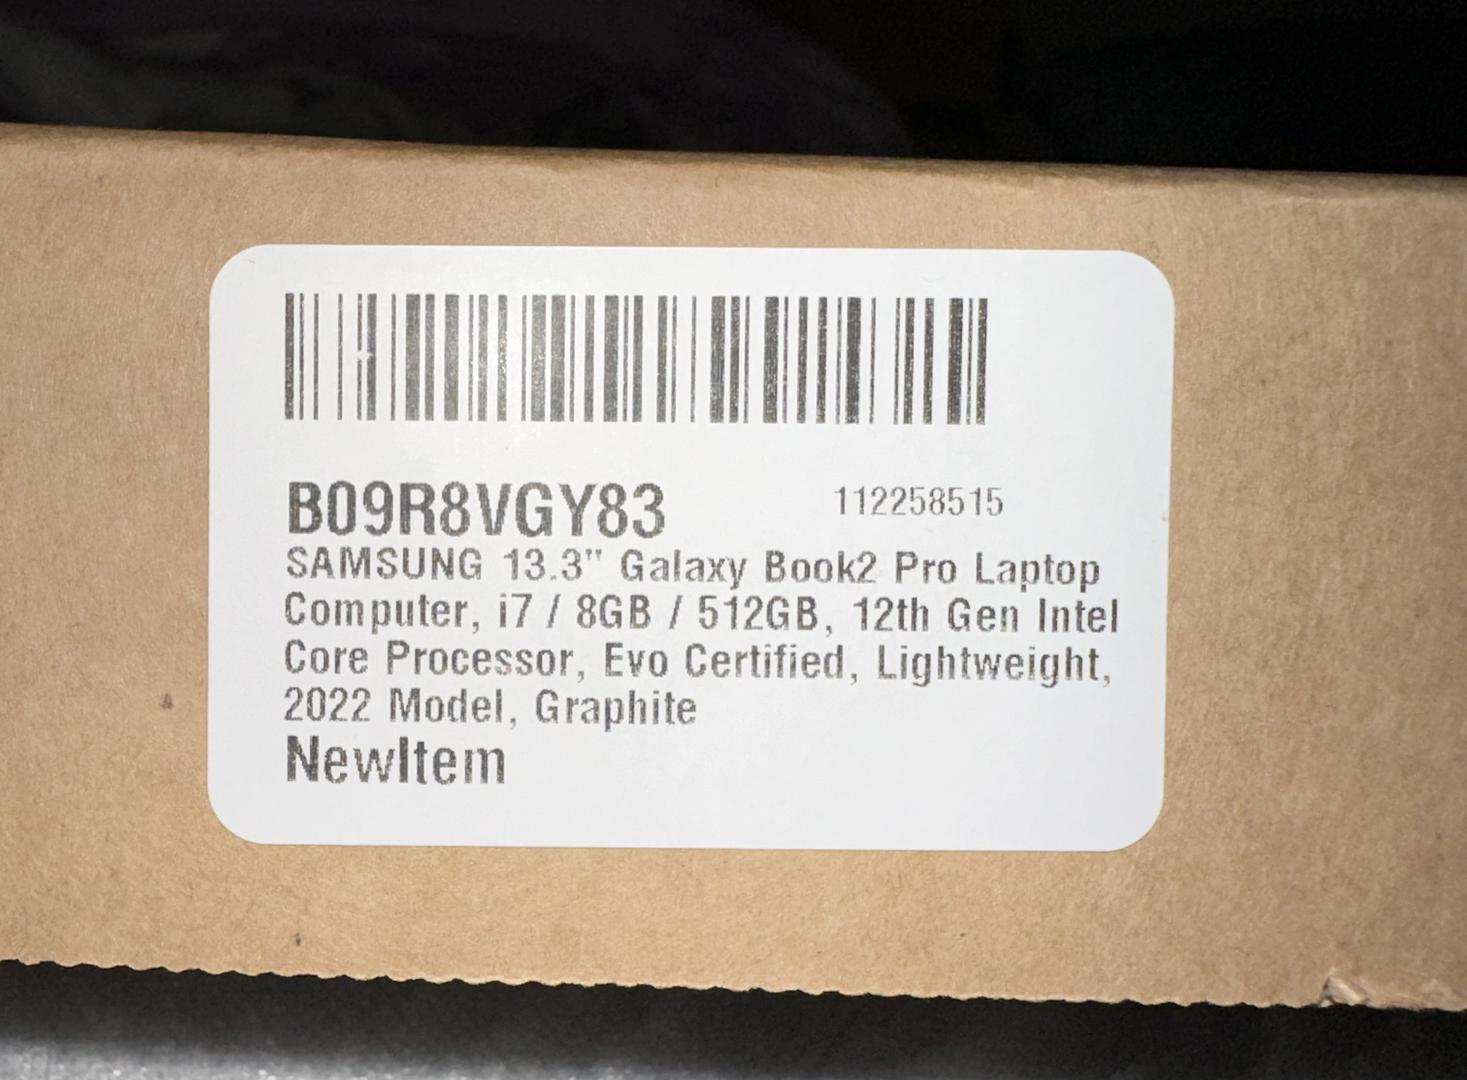 B09R8VGY83 112258515
SAMSUNG 13.3" Galaxy Book2 Pro Laptop
Computer, i7 / 8GB / 512GB, 12th Gen Intel
Core Processor, Evo Certified, Lightweight,
2022 Model, Graphite
NewItem